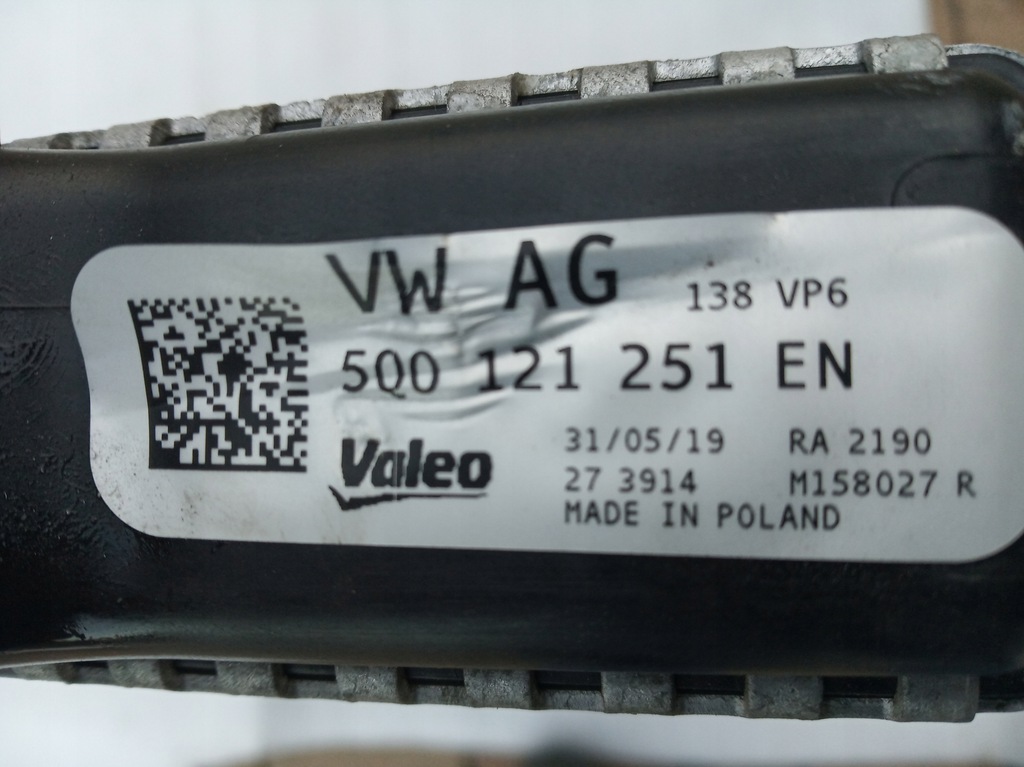 VW AG 138 VP6
5Q0 121 251 EN
Valeo
31/05/19 RA 2190
27 3914 M158027 R
MADE IN POLAND